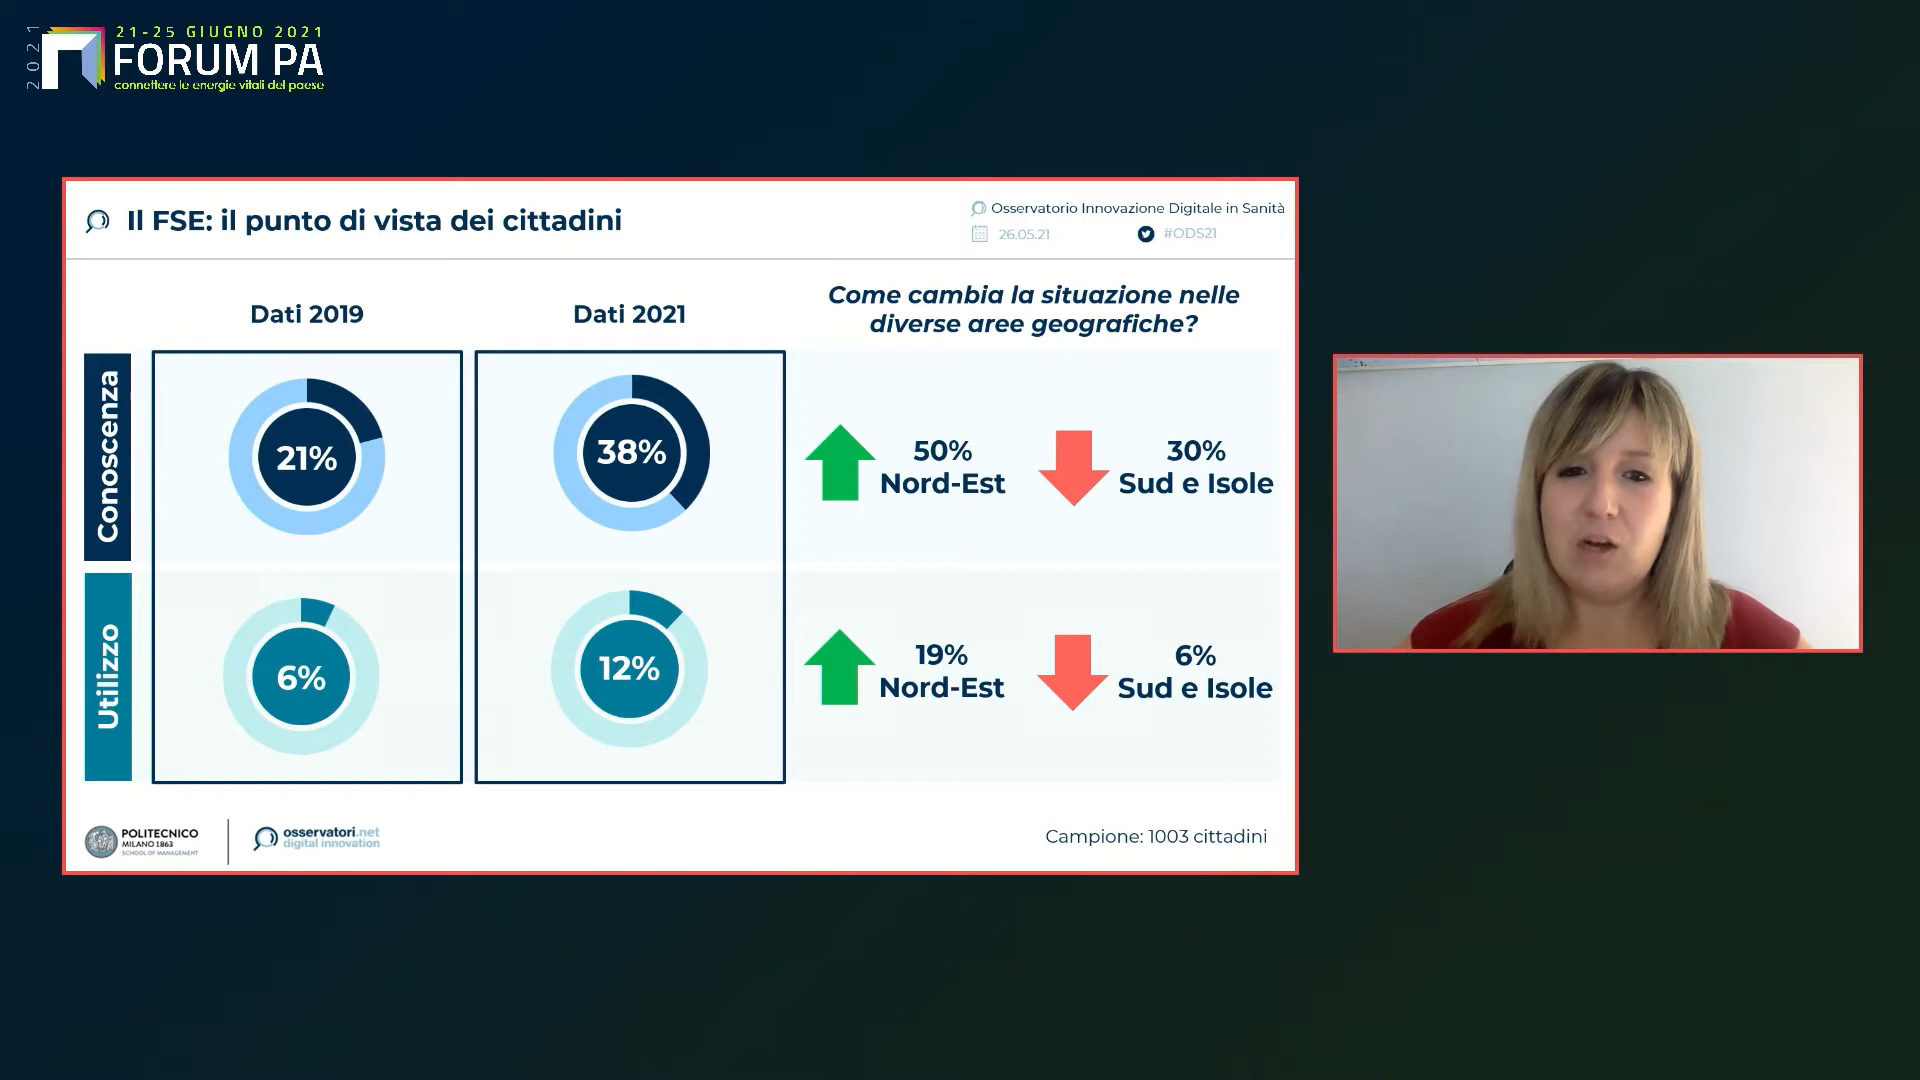 2021
21-25 GIUGNO 2021
FORUM PA
connettere le energie vitali del paese
Il FSE: il punto di vista dei cittadini
Osservatorio Innovazione Digitale in Sanità
26.05.21
#ODS21
Dati 2019
Dati 2021
Come cambia la situazione nelle
diverse aree geografiche?
Conoscenza
21%
38%
50%
Nord-Est
30%
Sud e Isole
Utilizzo
6%
12%
19%
Nord-Est
6%
Sud e Isole
POLITECNICO
MILANO 1863
SCHOOL OF MANAGEMENT
osservatori.net
digital innovation
Campione: 1003 cittadini